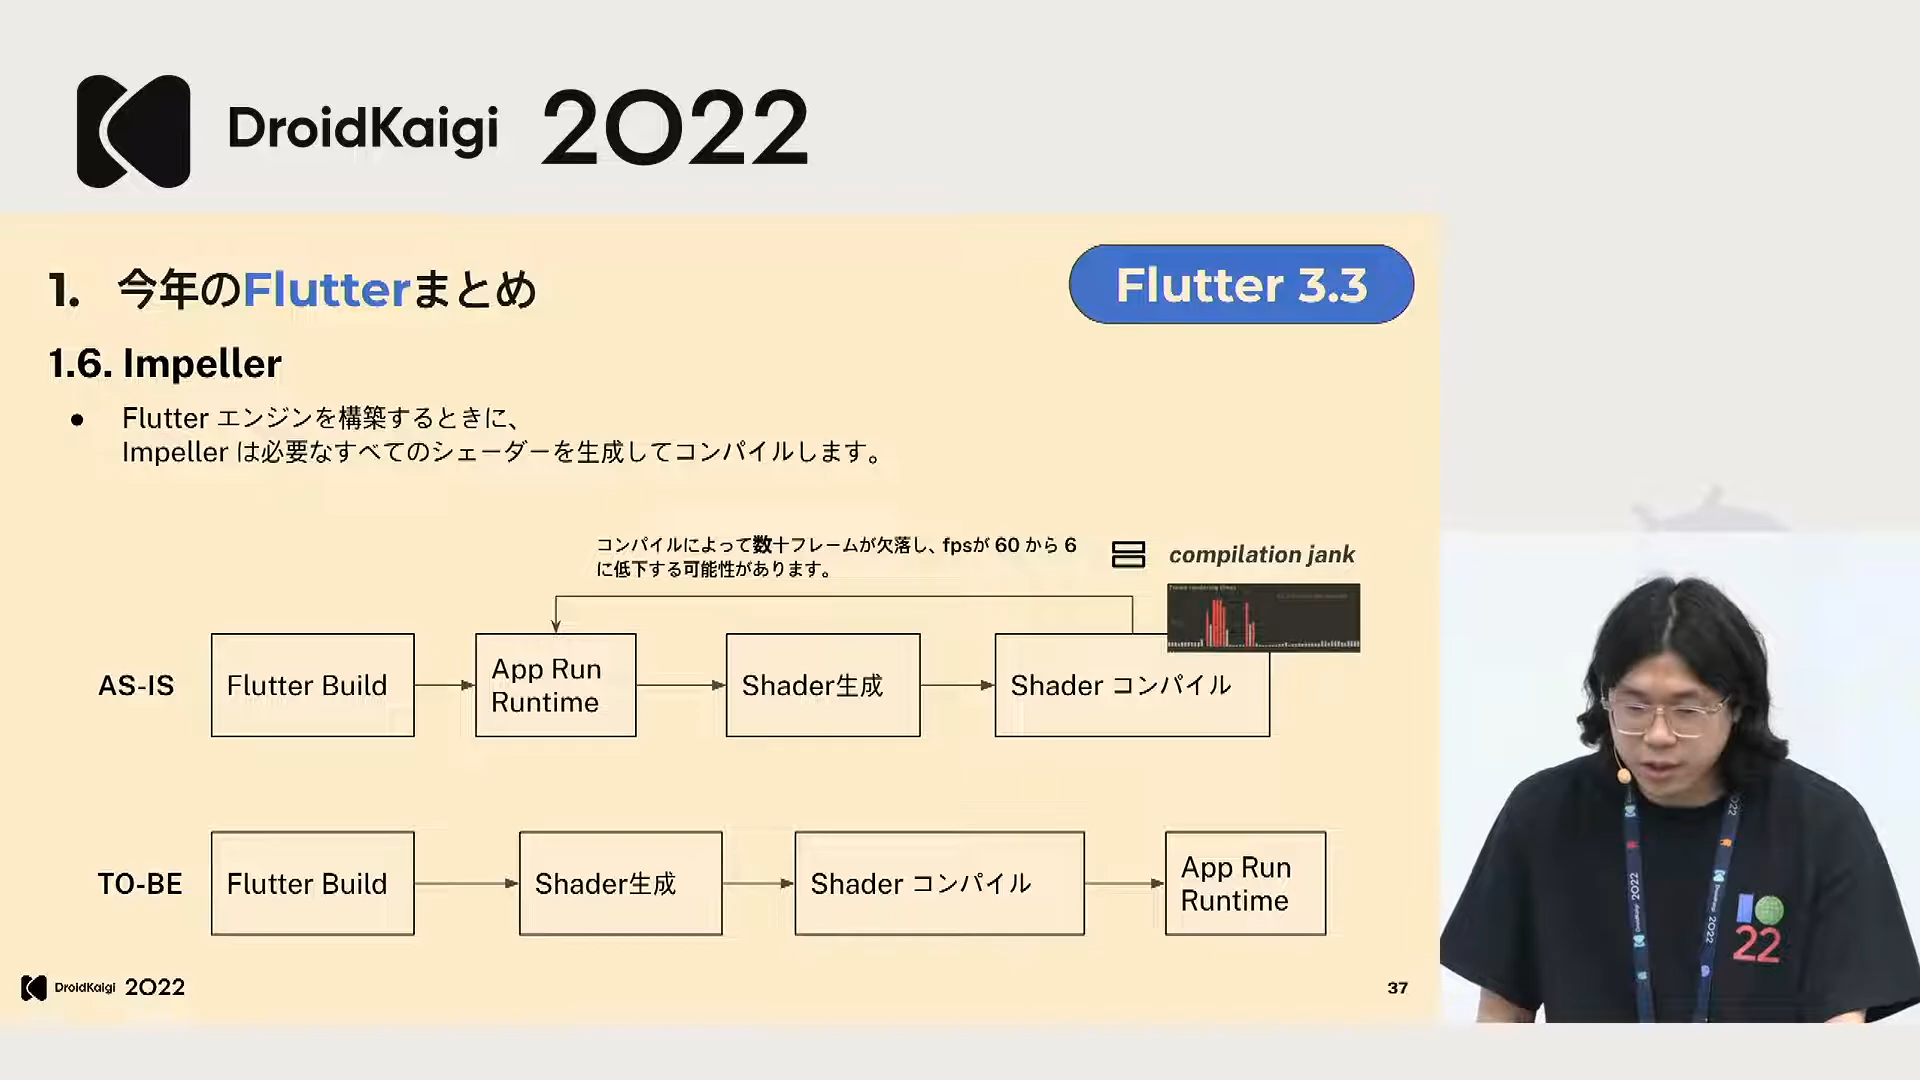 DroidKaigi 2022
1. 今年のFlutterまとめ
Flutter 3.3
1.6. Impeller
● Flutter エンジンを構築するときに、
Impeller は必要なすべてのシェーダーを生成してコンパイルします。
コンパイルによって数十フレームが欠落し、fpsが 60 から 6
に低下する可能性があります。
compilation jank
AS-IS
Flutter Build
App Run
Runtime
Shader生成
Shader コンパイル
TO-BE
Flutter Build
Shader生成
Shader コンパイル
App Run
Runtime
DroidKaigi 2022
37
2022
2022
2022
22